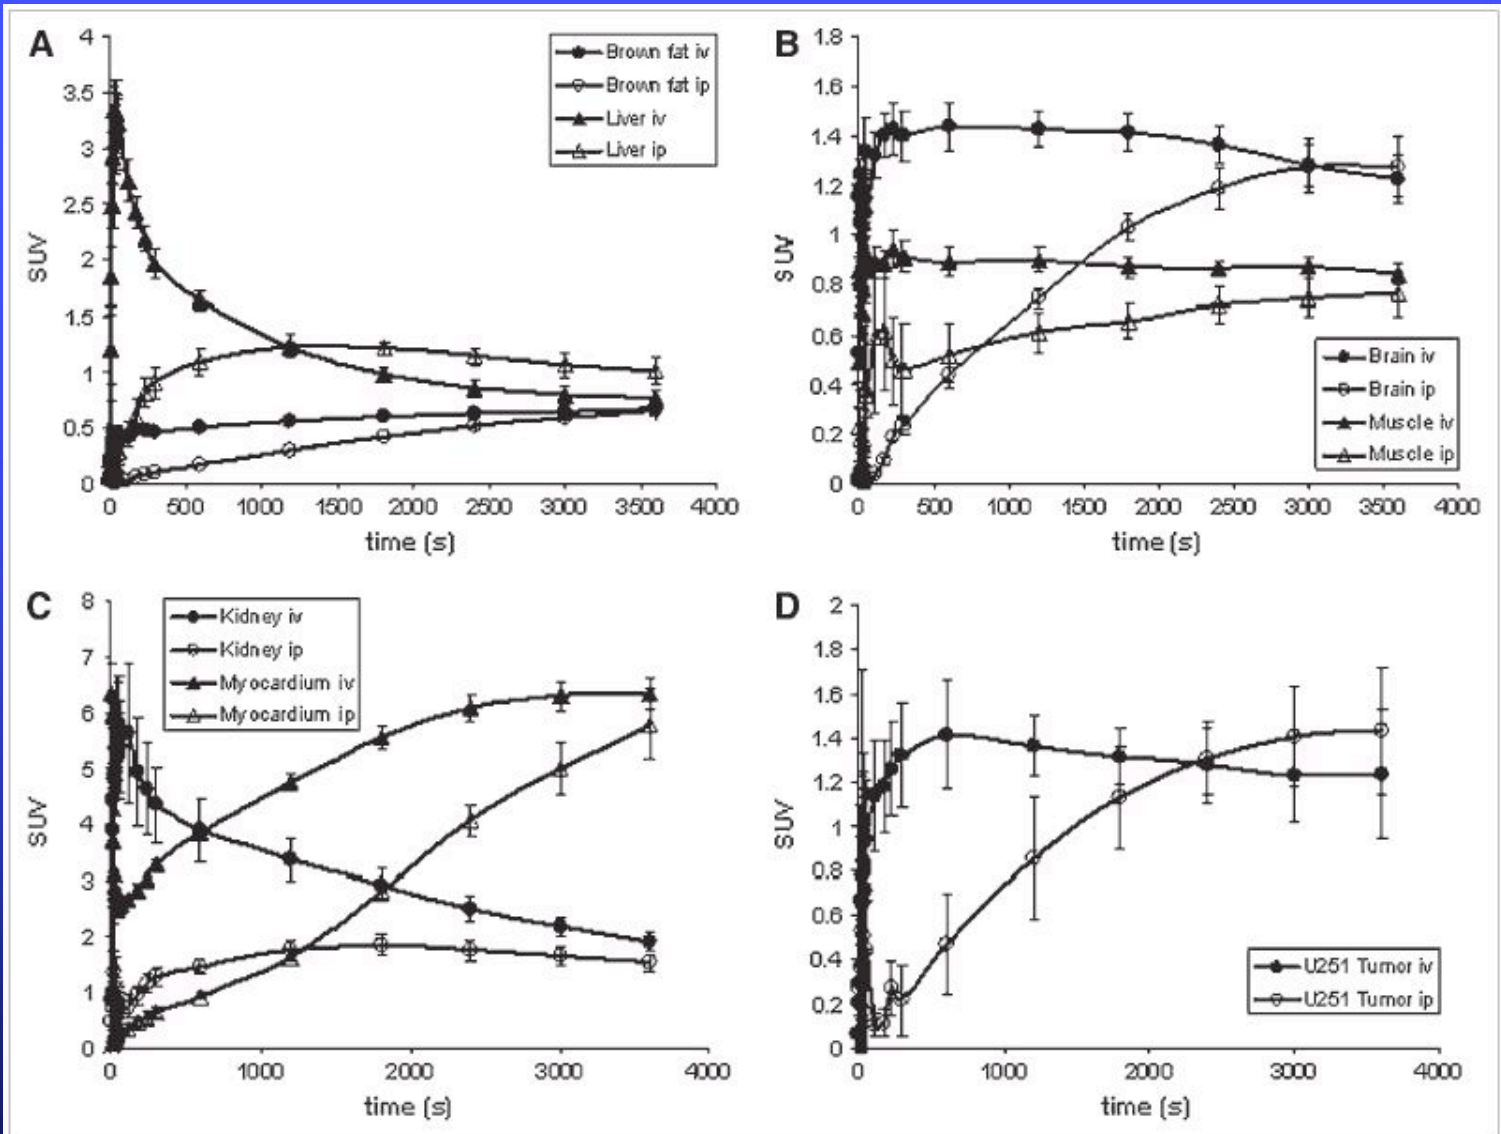 A
4
3.5
3
2.5
2
1.5
1
0.5
0
SUV
0 500 1000 1500 2000 2500 3000 3500 4000
time (s)
Brown fat iv
Brown fat ip
Liver iv
Liver ip
B
1.8
1.6
1.4
1.2
1
0.8
0.6
0.4
0.2
0
SUV
0 500 1000 1500 2000 2500 3000 3500 4000
time (s)
Brain iv
Brain ip
Muscle iv
Muscle ip
C
8
7
6
5
4
3
2
1
0
SUV
0 1000 2000 3000 4000
time (s)
Kidney iv
Kidney ip
Myocardium iv
Myocardium ip
D
2
1.8
1.6
1.4
1.2
1
0.8
0.6
0.4
0.2
0
SUV
0 1000 2000 3000 4000
time (s)
U251 Tumor iv
U251 Tumor ip